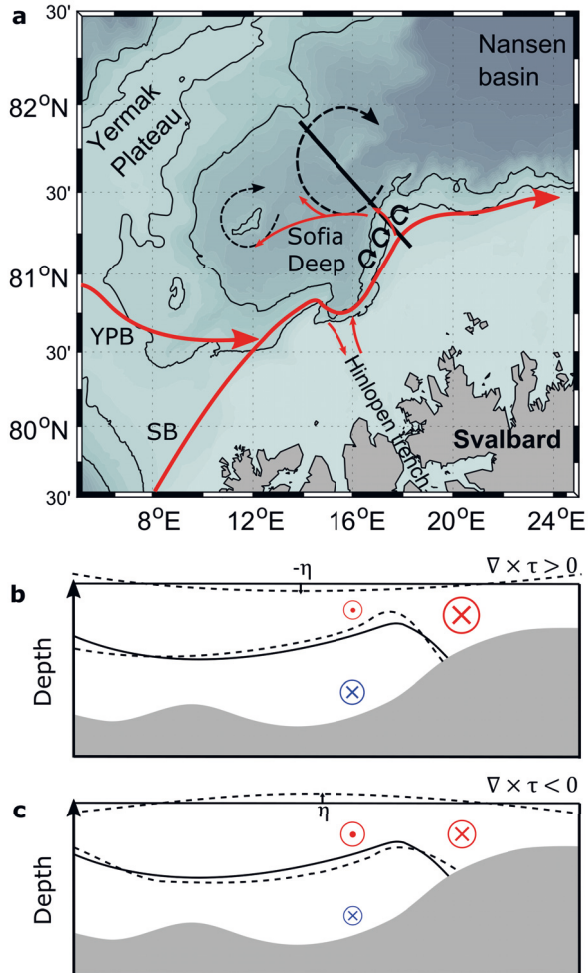 a
30'
82°N
30'
81°N
30'
80°N
30'
8°E
12°E
16°E
20°E
24°E
Nansen
basin
Yermak
Plateau
Sofia
Deep
YPB
SB
Hinlopen trench
Svalbard
b
-η
∇ × τ > 0
Depth
c
η
∇ × τ < 0
Depth